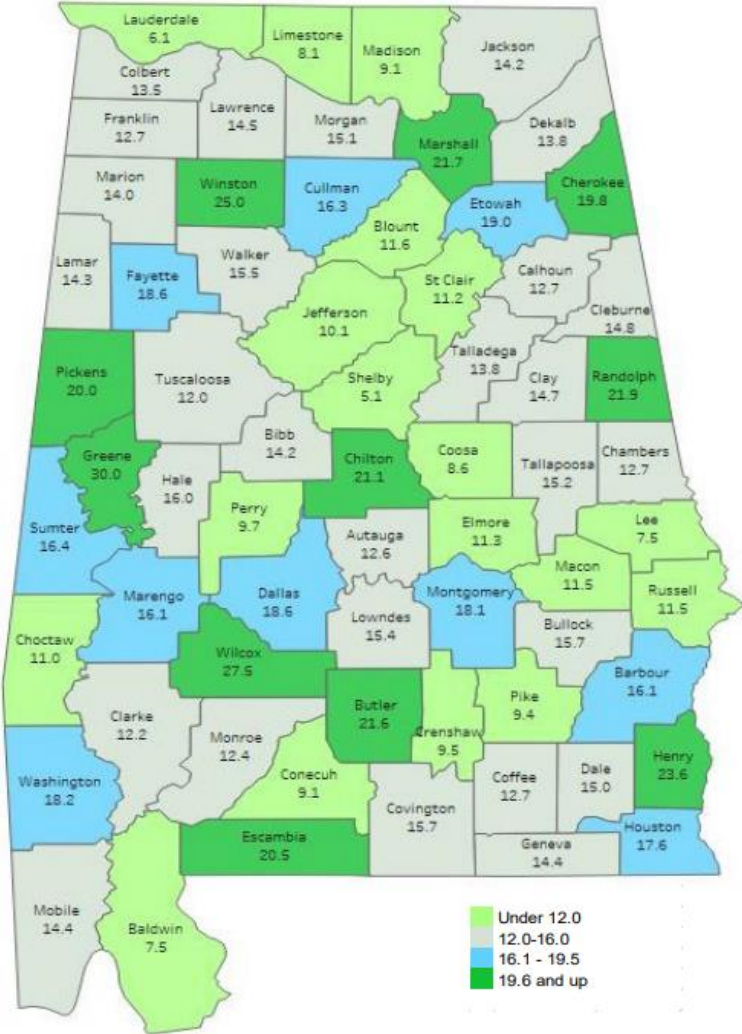 Lauderdale
6.1
Limestone
8.1
Madison
9.1
Jackson
14.2
Colbert
13.5
Lawrence
14.5
Franklin
12.7
Morgan
15.1
Marshall
21.7
Dekalb
13.8
Cherokee
19.8
Marion
14.0
Winston
25.0
Cullman
16.3
Etowah
19.0
Blount
11.6
Lamar
14.3
Fayette
18.6
Walker
15.5
St Clair
11.2
Calhoun
12.7
Cleburne
14.8
Jefferson
10.1
Talladega
13.8
Pickens
20.0
Tuscaloosa
12.0
Shelby
5.1
Clay
14.7
Randolph
21.9
Bibb
14.2
Greene
30.0
Hale
16.0
Chilton
21.1
Coosa
8.6
Tallapoosa
15.2
Chambers
12.7
Perry
9.7
Sumter
16.4
Autauga
12.6
Elmore
11.3
Lee
7.5
Macon
11.5
Russell
11.5
Marengo
16.1
Dallas
18.6
Montgomery
18.1
Lowndes
15.4
Bullock
15.7
Choctaw
11.0
Wilcox
27.5
Barbour
16.1
Clarke
12.2
Monroe
12.4
Butler
21.6
Crenshaw
9.5
Pike
9.4
Henry
23.6
Washington
18.2
Conecuh
9.1
Coffee
12.7
Dale
15.0
Covington
15.7
Houston
17.6
Escambia
20.5
Geneva
14.4
Mobile
14.4
Baldwin
7.5
Under 12.0
12.0-16.0
16.1 - 19.5
19.6 and up